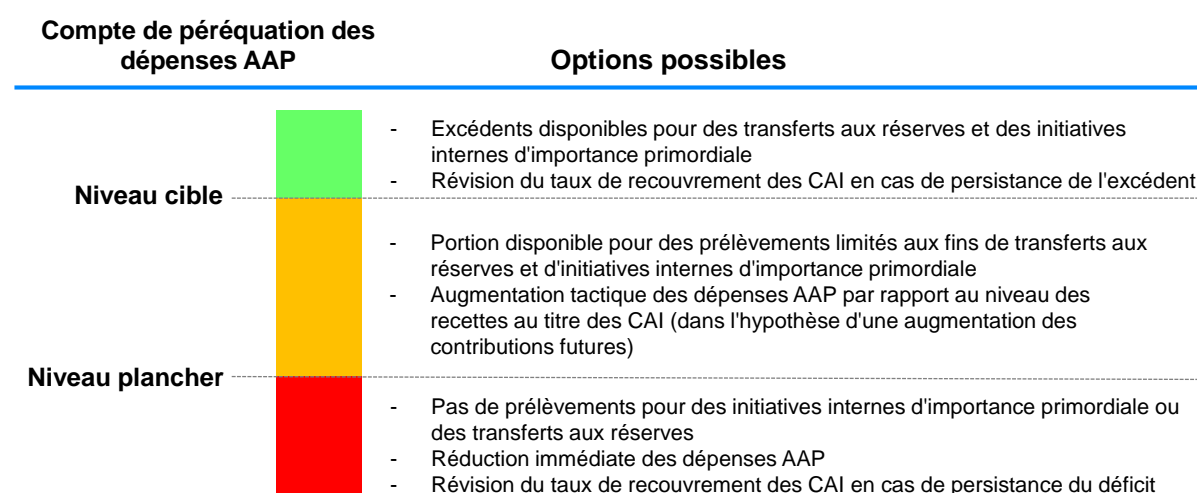 Compte de péréquation des
dépenses AAP
Options possibles
- Excédents disponibles pour des transferts aux réserves et des initiatives
internes d'importance primordiale
- Révision du taux de recouvrement des CAI en cas de persistance de l'excédent
Niveau cible
- Portion disponible pour des prélèvements limités aux fins de transferts aux
réserves et d'initiatives internes d'importance primordiale
- Augmentation tactique des dépenses AAP par rapport au niveau des
recettes au titre des CAI (dans l'hypothèse d'une augmentation des
contributions futures)
Niveau plancher
- Pas de prélèvements pour des initiatives internes d'importance primordiale ou
des transferts aux réserves
- Réduction immédiate des dépenses AAP
- Révision du taux de recouvrement des CAI en cas de persistance du déficit